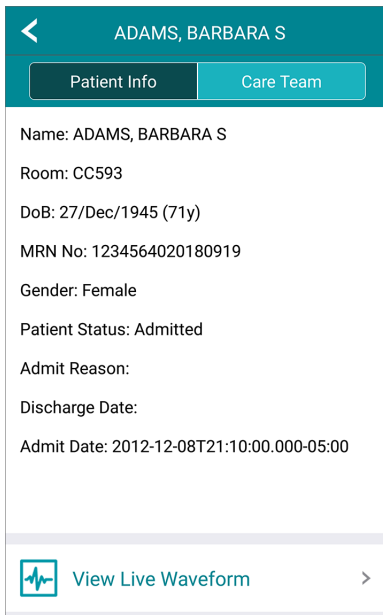 ADAMS, BARBARA S
Patient Info Care Team
Name: ADAMS, BARBARA S
Room: CC593
DoB: 27/Dec/1945 (71y)
MRN No: 1234564020180919
Gender: Female
Patient Status: Admitted
Admit Reason:
Discharge Date:
Admit Date: 2012-12-08T21:10:00.000-05:00
View Live Waveform